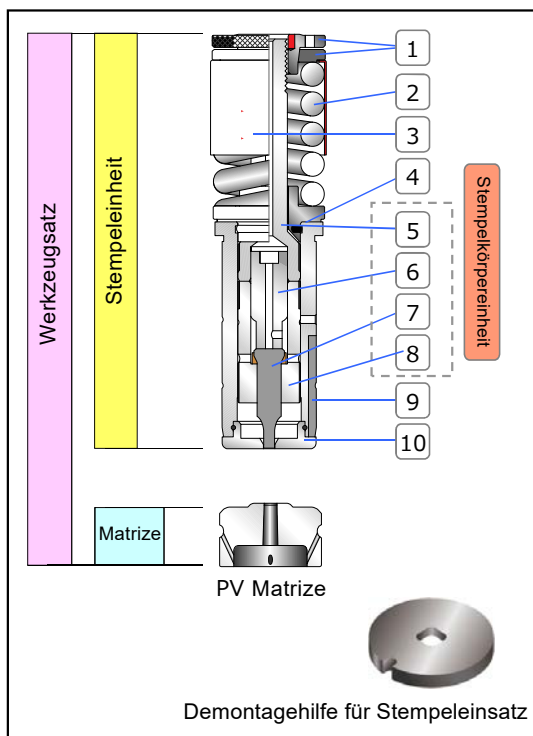 Werkzeugsatz
Stempeleinheit
Matrize
1
2
3
4
5
6
7
8
9
10
Stempelkörpereinheit
PV Matrize
Demontagehilfe für Stempeleinsatz